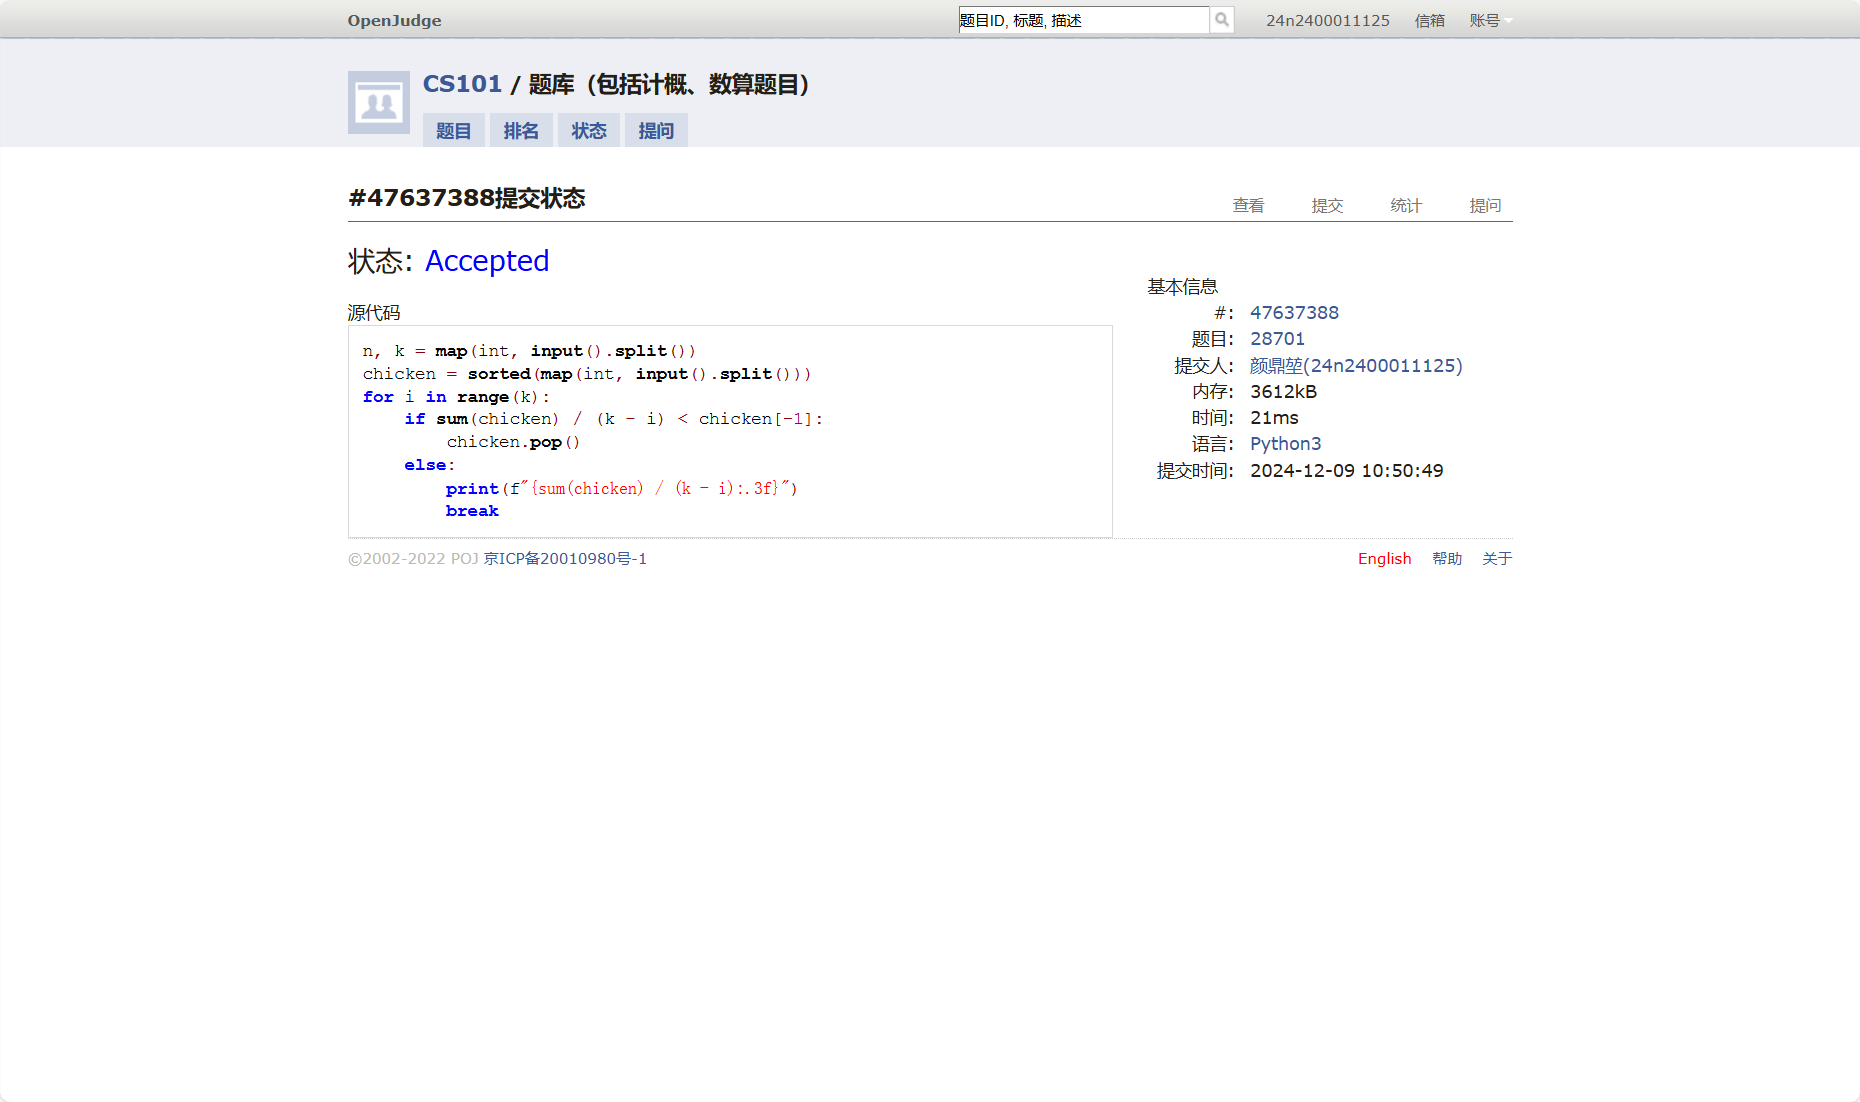 OpenJudge
题目ID, 标题, 描述
24n2400011125 信箱 账号
CS101 / 题库（包括计概、数算题目）
题目 排名 状态 提问
#47637388提交状态
查看 提交 统计 提问
状态: Accepted
源代码
n, k = map(int, input().split())
chicken = sorted(map(int, input().split()))
for i in range(k):
    if sum(chicken) / (k - i) < chicken[-1]:
        chicken.pop()
    else:
        print(f"{sum(chicken) / (k - i):.3f}")
        break
基本信息
#: 47637388
题目: 28701
提交人: 颜鼎堃(24n2400011125)
内存: 3612kB
时间: 21ms
语言: Python3
提交时间: 2024-12-09 10:50:49
©2002-2022 POJ 京ICP备20010980号-1
English 帮助 关于